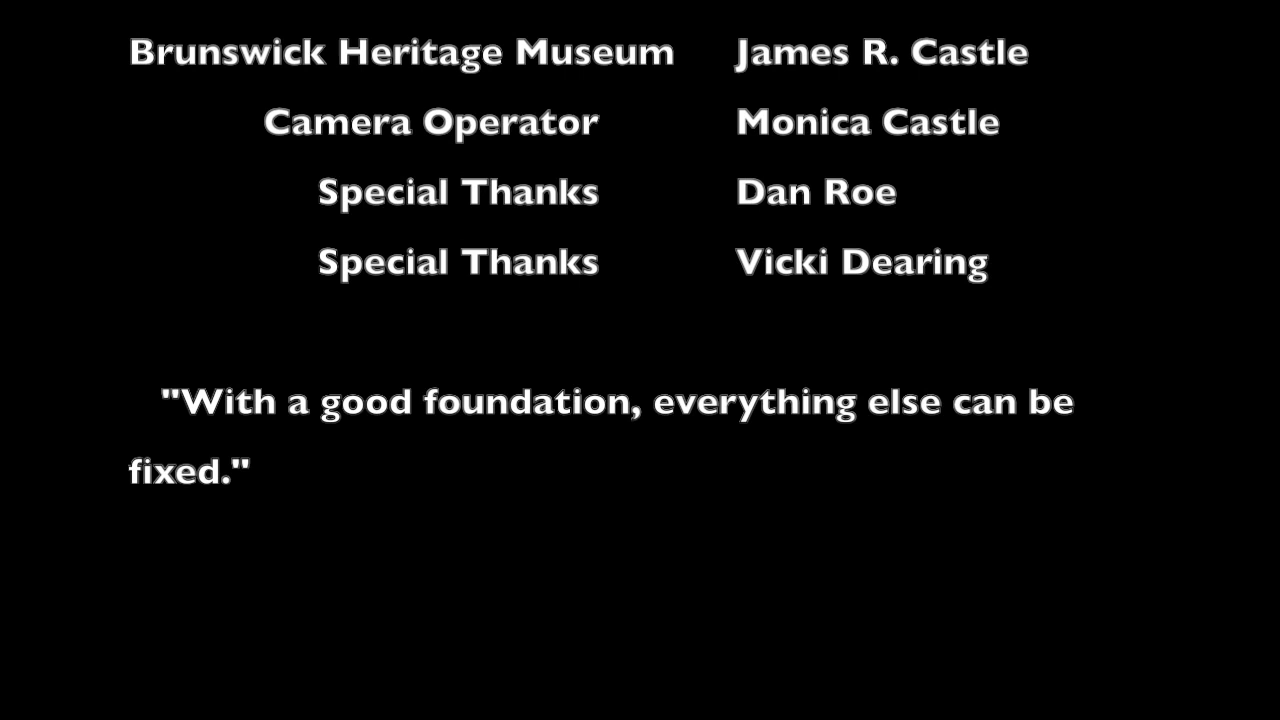 Brunswick Heritage Museum James R. Castle
Camera Operator Monica Castle
Special Thanks Dan Roe
Special Thanks Vicki Dearing
"With a good foundation, everything else can be
fixed."